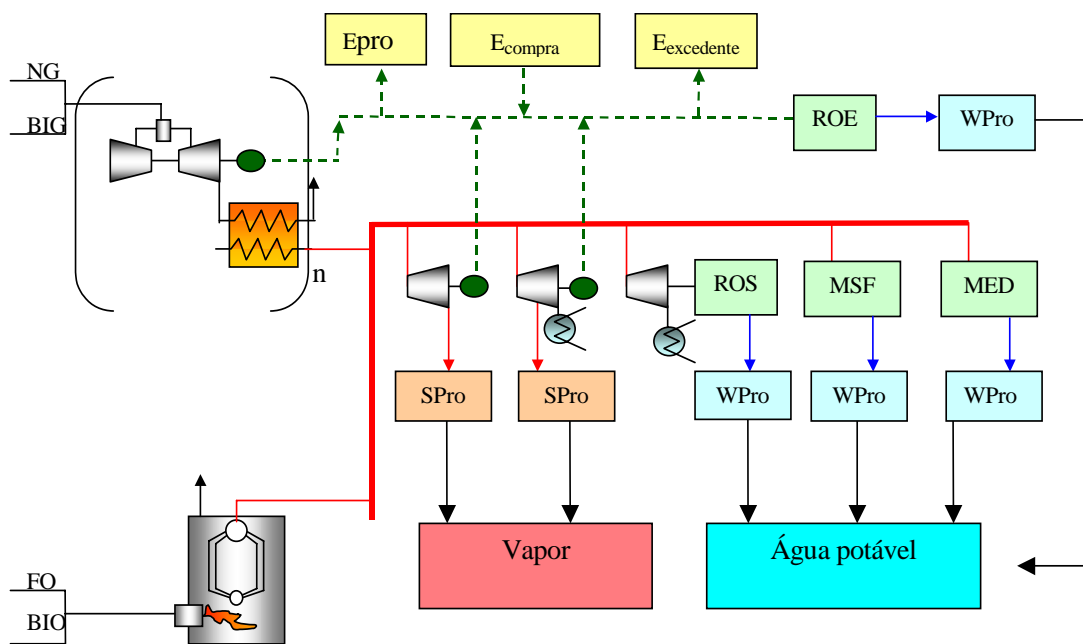 Epro
Ecompra
Eexcedente
NG
BIG
ROE
WPro
n
ROS
MSF
MED
SPro
SPro
WPro
WPro
WPro
Vapor
Água potável
FO
BIO